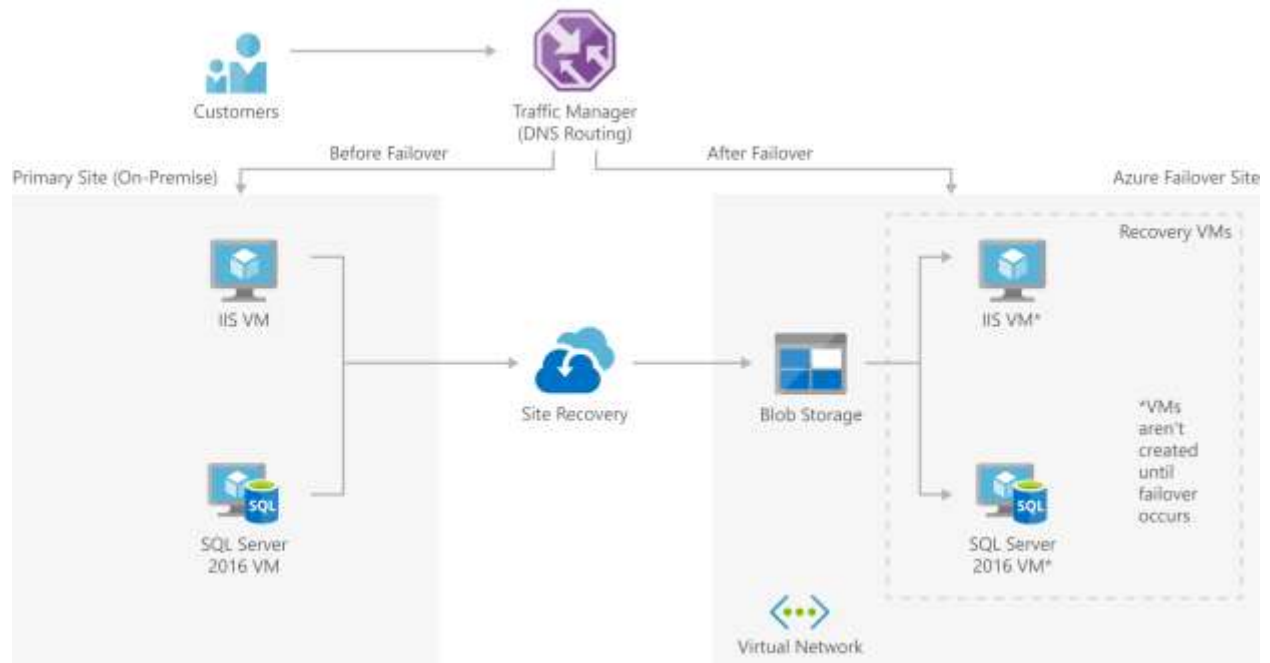 Customers
Traffic Manager
(DNS Routing)
Before Failover
After Failover
Primary Site (On-Premise)
Azure Failover Site
Recovery VMs
IIS VM
IIS VM*
Site Recovery
Blob Storage
*VMs
aren't
created
until
failover
occurs
SQL
SQL Server
2016 VM
SQL
SQL Server
2016 VM*
Virtual Network